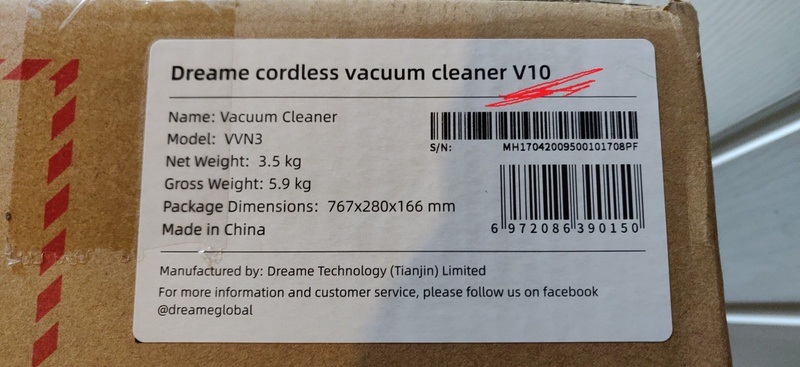 Dreame cordless vacuum cleaner V10
Name: Vacuum Cleaner
Model: VVN3
Net Weight: 3.5 kg
Gross Weight: 5.9 kg
Package Dimensions: 767x280x166 mm
Made in China
S/N: MH17042009500101708PF
6 972086 390150
Manufactured by: Dreame Technology (Tianjin) Limited
For more information and customer service, please follow us on facebook
@dreameglobal